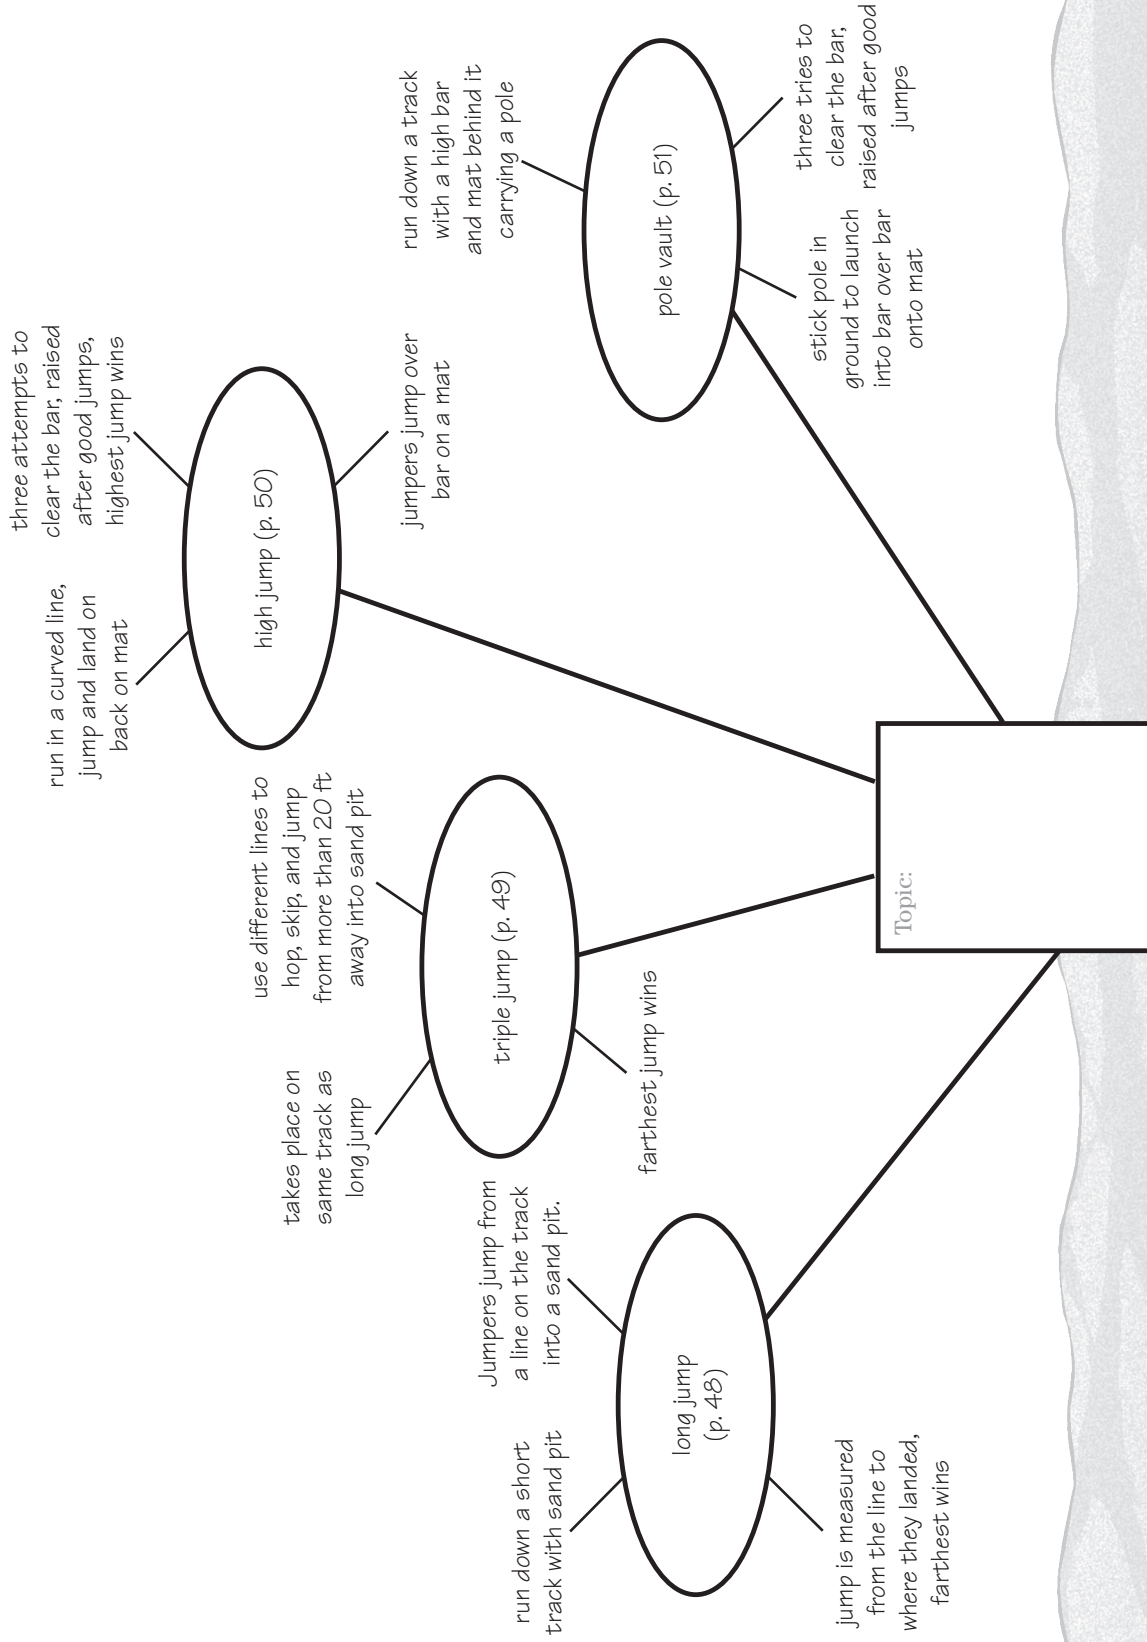 run down a short
track with sand pit
Jumpers jump from
a line on the track
into a sand pit.
long jump
(p. 48)
jump is measured
from the line to
where they landed,
farthest wins
takes place on
same track as
long jump
use different lines to
hop, skip, and jump
from more than 20 ft
away into sand pit
triple jump (p. 49)
farthest jump wins
run in a curved line,
jump and land on
back on mat
three attempts to
clear the bar, raised
after good jumps,
highest jump wins
high jump (p. 50)
jumpers jump over
bar on a mat
run down a track
with a high bar
and mat behind it
carrying a pole
pole vault (p. 51)
stick pole in
ground to launch
into bar over bar
onto mat
three tries to
clear the bar,
raised after good
jumps
Topic: